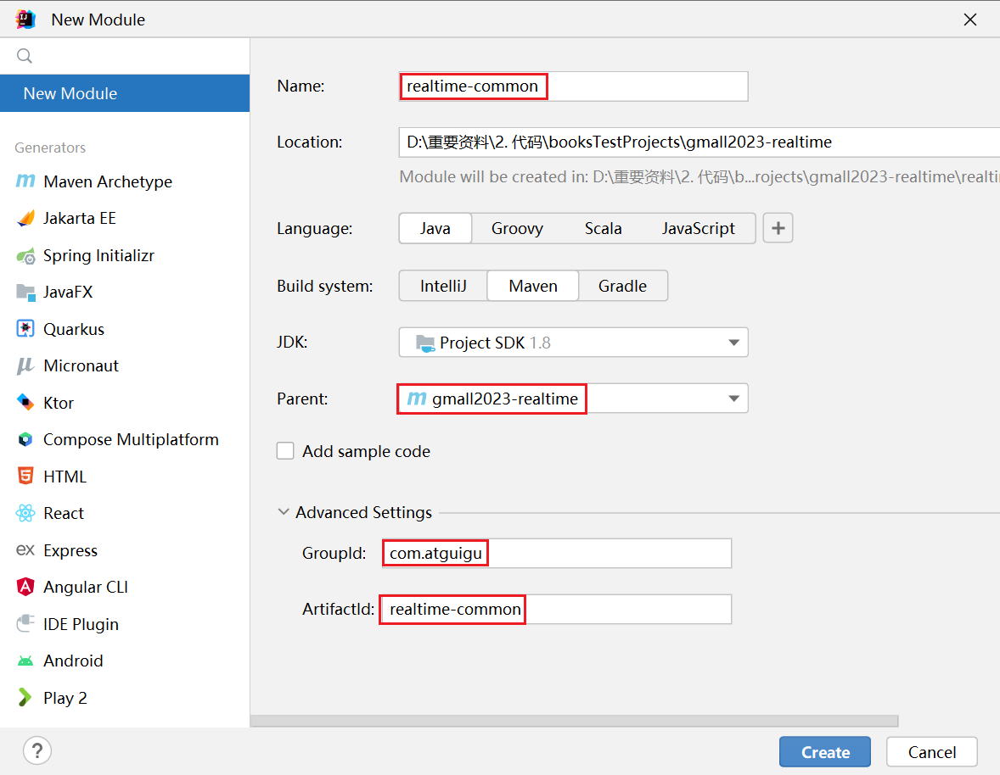 New Module
New Module
Generators
Maven Archetype
Jakarta EE
Spring Initializr
JavaFX
Quarkus
Micronaut
Ktor
Compose Multiplatform
HTML
React
Express
Angular CLI
IDE Plugin
Android
Play 2
Name: realtime-common
Location: D:\重要资料\2. 代码\booksTestProjects\gmall2023-realtime
Module will be created in: D:\重要资料\2. 代码\b...rojects\gmall2023-realtime\realti
Language: Java Groovy Scala JavaScript +
Build system: IntelliJ Maven Gradle
JDK: Project SDK 1.8
Parent: gmall2023-realtime
Add sample code
Advanced Settings
GroupId: com.atguigu
ArtifactId: realtime-common
? Create Cancel